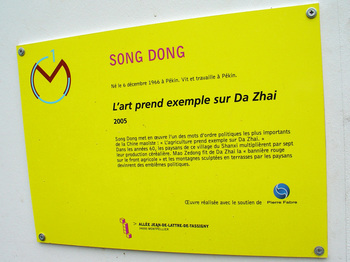 SONG DONG
Né le 6 décembre 1966 à Pékin. Vit et travaille à Pékin.
L'art prend exemple sur Da Zhai
2005
Song Dong met en œuvre l'un des mots d'ordre politiques les plus importants
de la Chine maoïste : « L'agriculture prend exemple sur Da Zhai. »
Dans les années 60, les paysans de ce village du Shanxi multiplièrent par sept
leur production céréalière. Mao Zedong fit de Da Zhai la « bannière rouge
sur le front agricole » et les montagnes sculptées en terrasses par les paysans
devinrent des emblèmes politiques.
Œuvre réalisée avec le soutien de
Pierre Fabre
ALLÉE JEAN-DE-LATTRE-DE-TASSIGNY